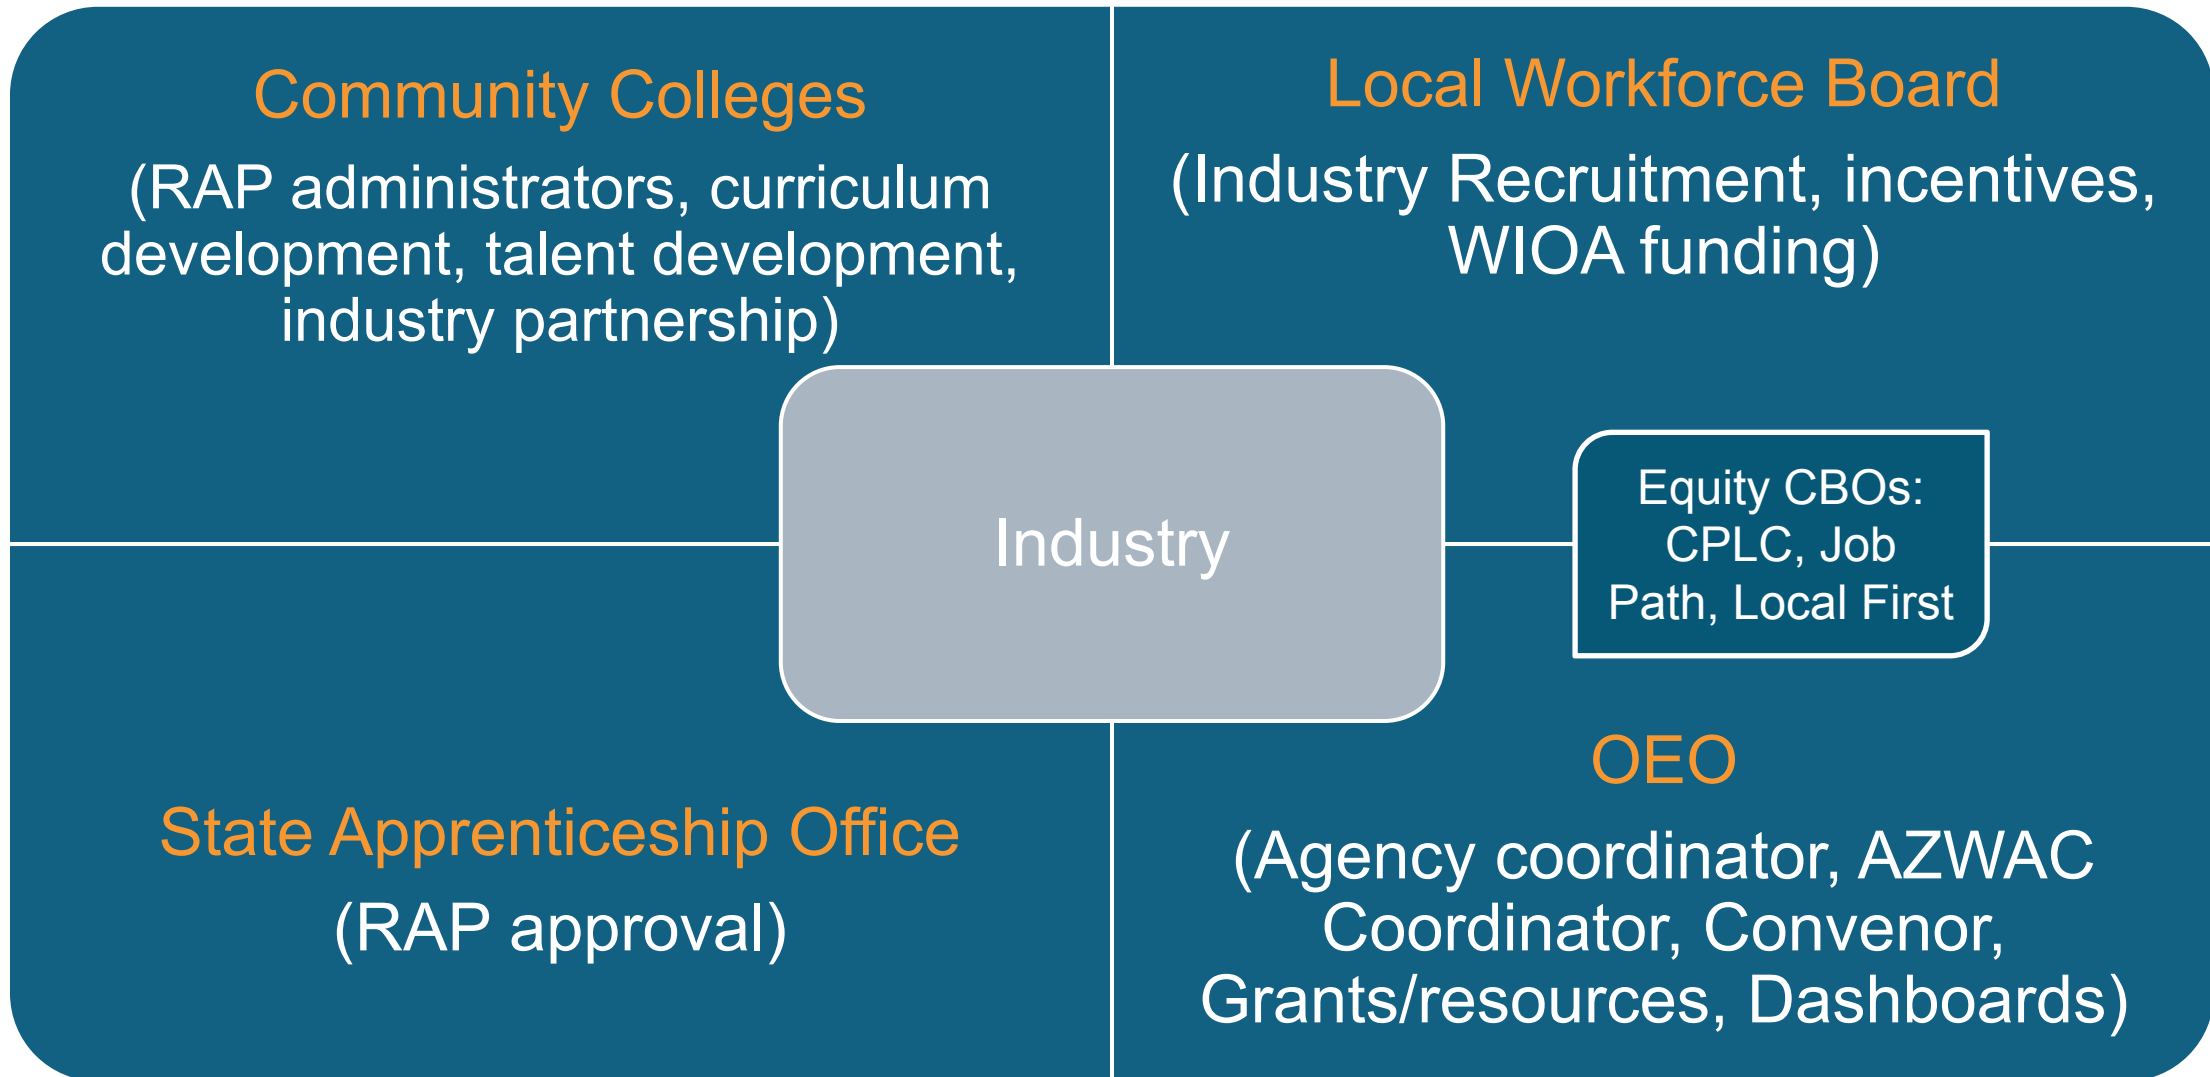 Community Colleges
(RAP administrators, curriculum
development, talent development,
industry partnership)
Local Workforce Board
(Industry Recruitment, incentives,
WIOA funding)
Industry
Equity CBOs:
CPLC, Job
Path, Local First
State Apprenticeship Office
(RAP approval)
OEO
(Agency coordinator, AZWAC
Coordinator, Convenor,
Grants/resources, Dashboards)